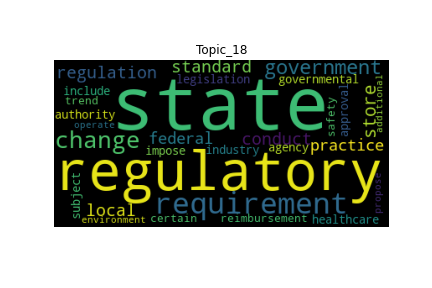 Topic_18
regulation
standard
government
legislation
governmental
include
trend
authority
operate
state
safety
approval
store
additional
change
federal
conduct
practice
impose
industry
agency
regulatory
subject
local
requirement
propose
environment
certain
reimbursement
healthcare